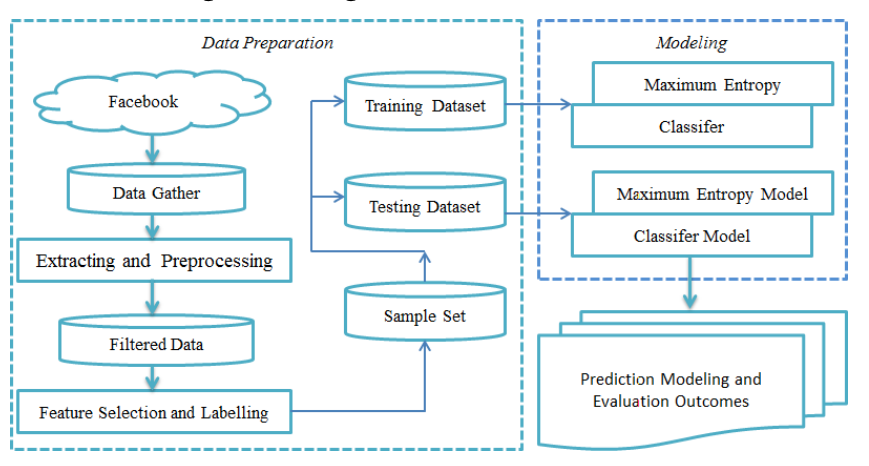 Data Preparation
Facebook
Data Gather
Extracting and Preprocessing
Filtered Data
Feature Selection and Labelling
Training Dataset
Testing Dataset
Sample Set
Modeling
Maximum Entropy
Classifer
Maximum Entropy Model
Classifer Model
Prediction Modeling and
Evaluation Outcomes